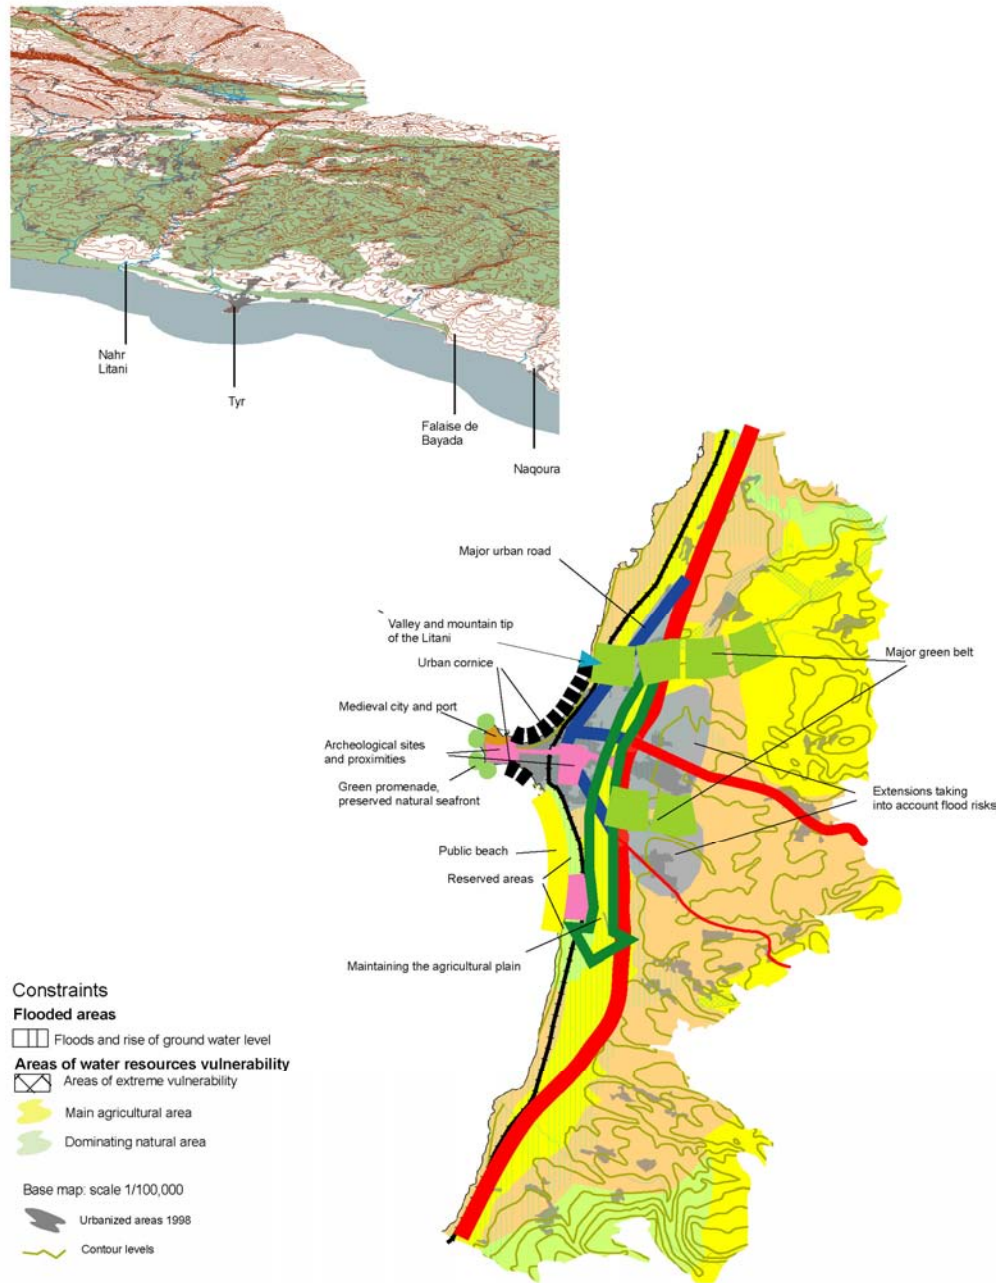 Nahr
Litani
Tyr
Falaise de
Bayada
Naqoura
Major urban road
Valley and mountain tip
of the Litani
Urban cornice
Major green belt
Medieval city and port
Archeological sites
and proximities
Green promenade,
preserved natural seafront
Extensions taking
into account flood risks
Public beach
Reserved areas
Maintaining the agricultural plain
Constraints
Flooded areas
Floods and rise of ground water level
Areas of water resources vulnerability
Areas of extreme vulnerability
Main agricultural area
Dominating natural area
Base map: scale 1/100,000
Urbanized areas 1998
Contour levels